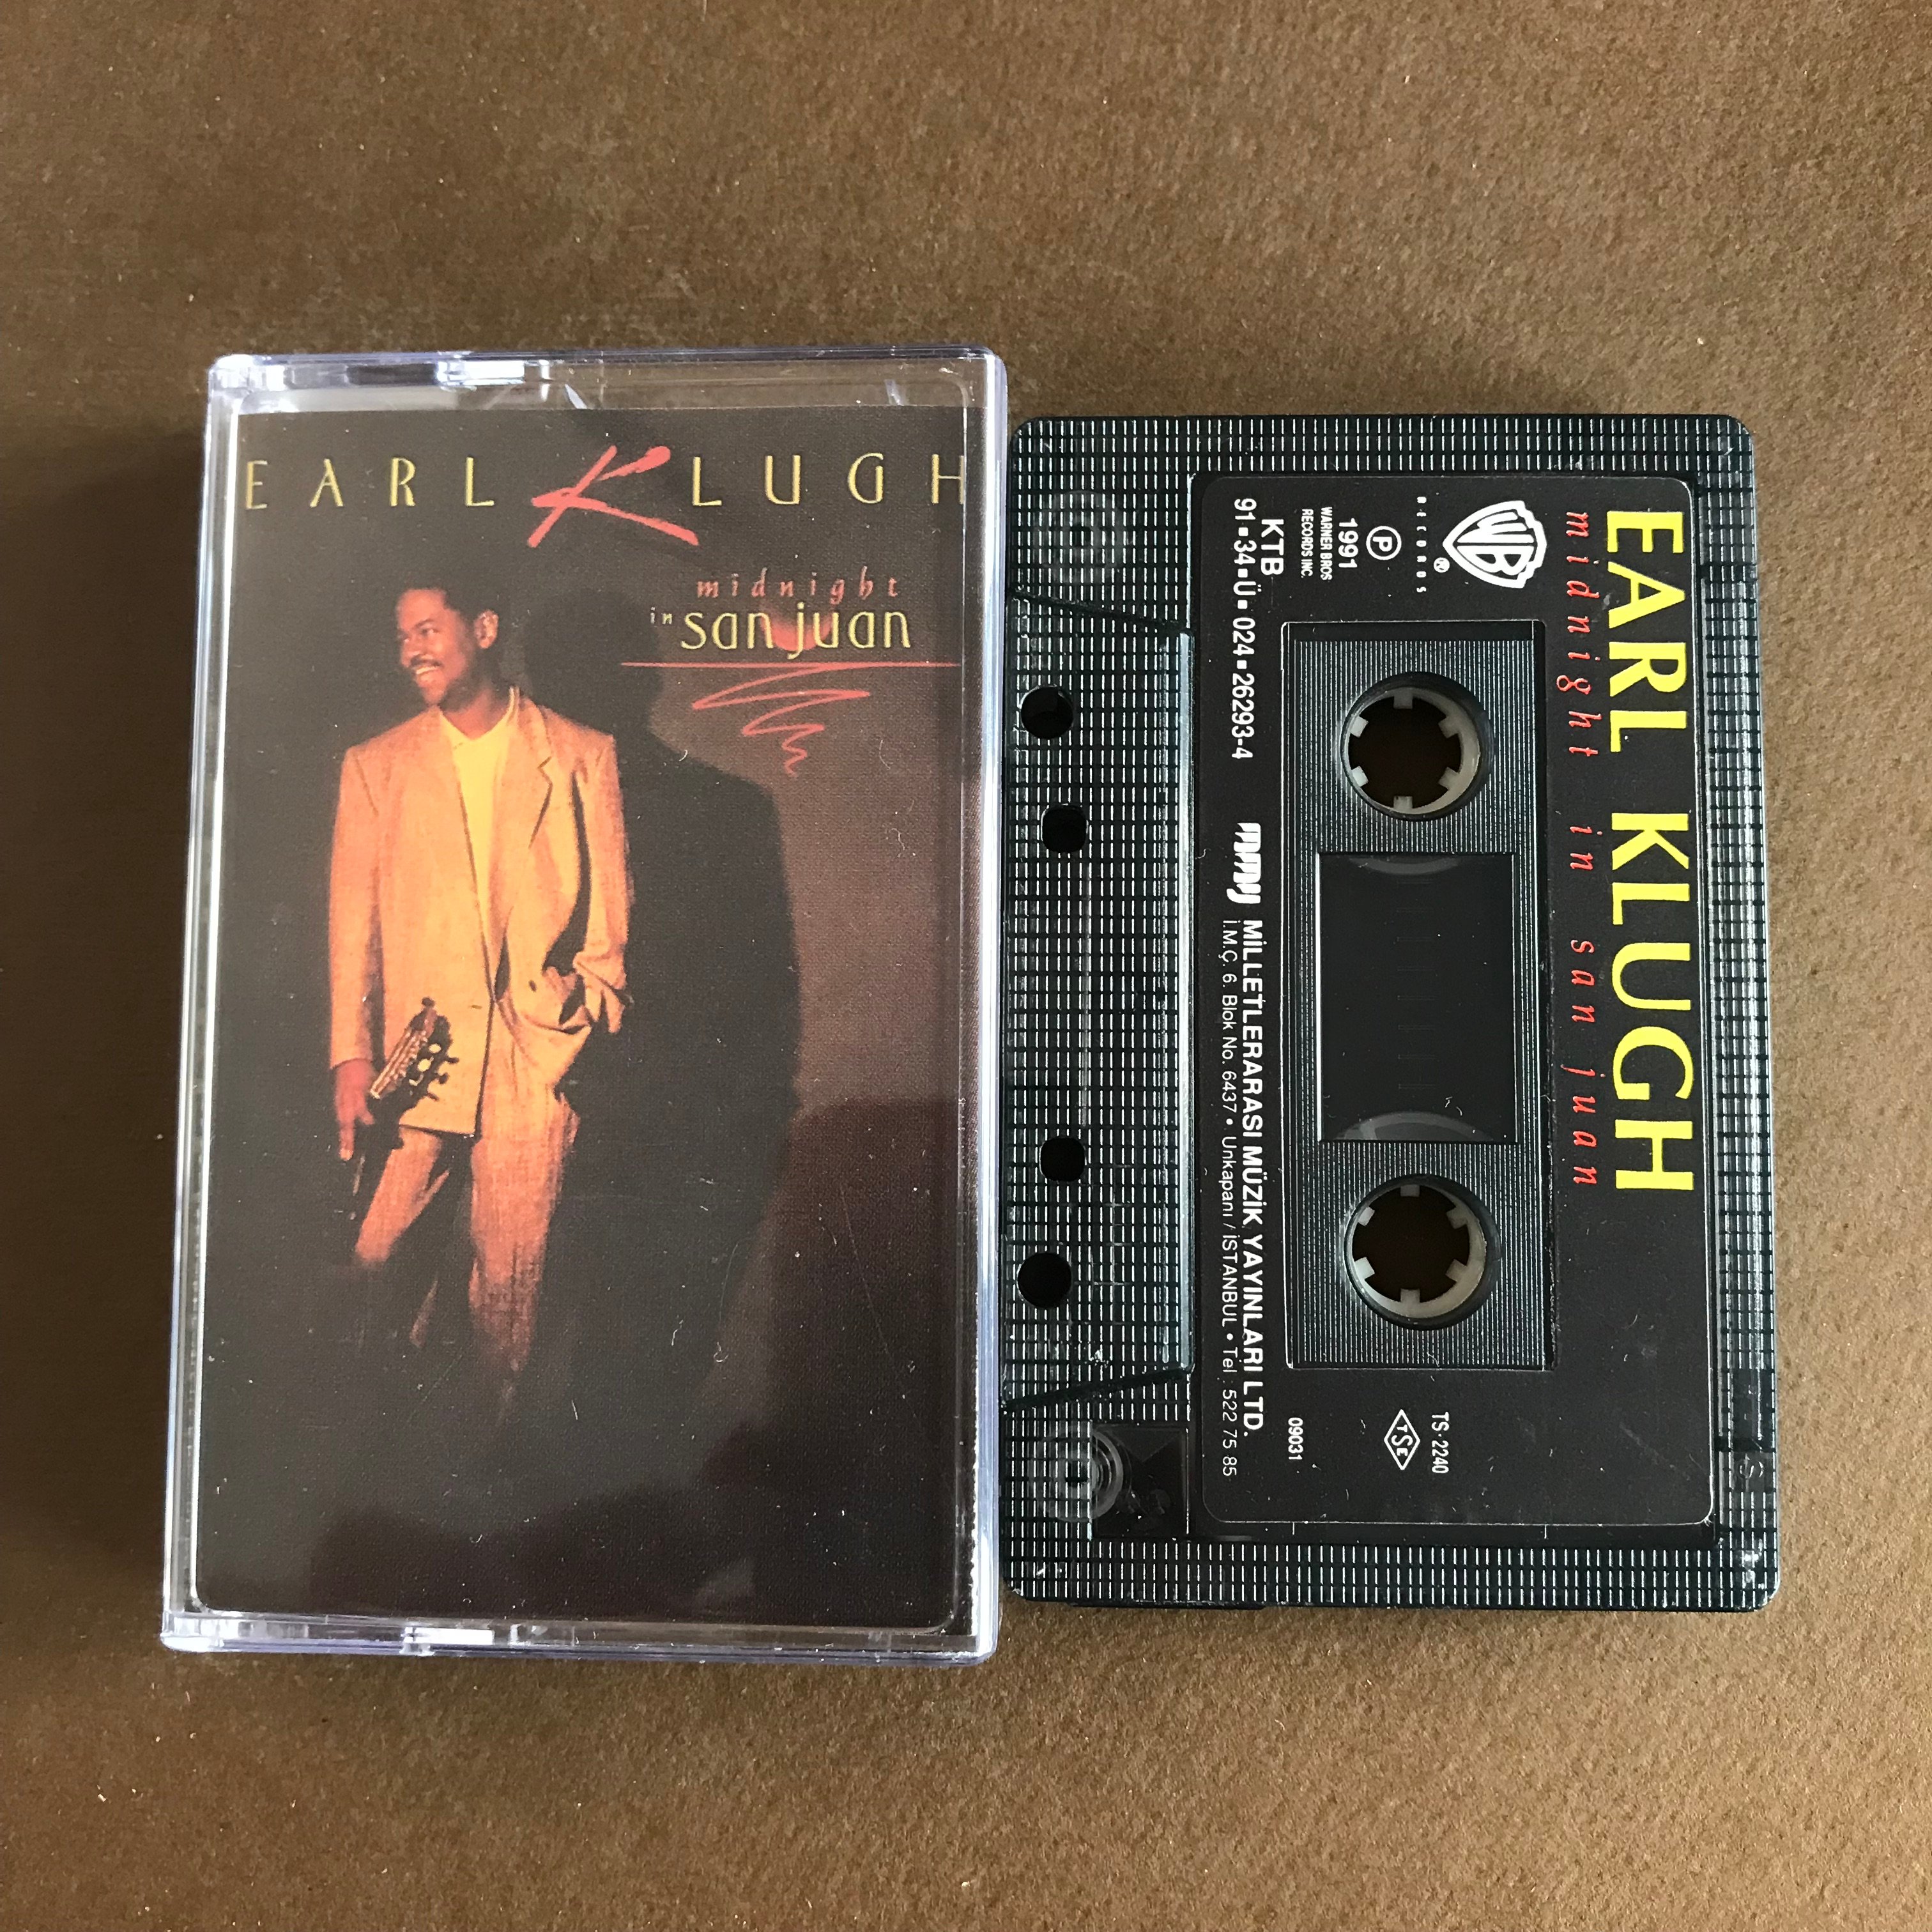 EARL KLUGH
midnight
in san juan
EARL KLUGH
midnight in san juan
WB
RECORDS
®
℗
1991
WARNER BROS
RECORDS INC.
KTB
91▪34▪Ü▪024▪26293-4
TS-2240
TSE
09031
MİLLETLERARASI MÜZİK YAYINLARI LTD.
İ.M.Ç. 6. Blok No. 6437 • Unkapanı / İSTANBUL • Tel : 522 75 85